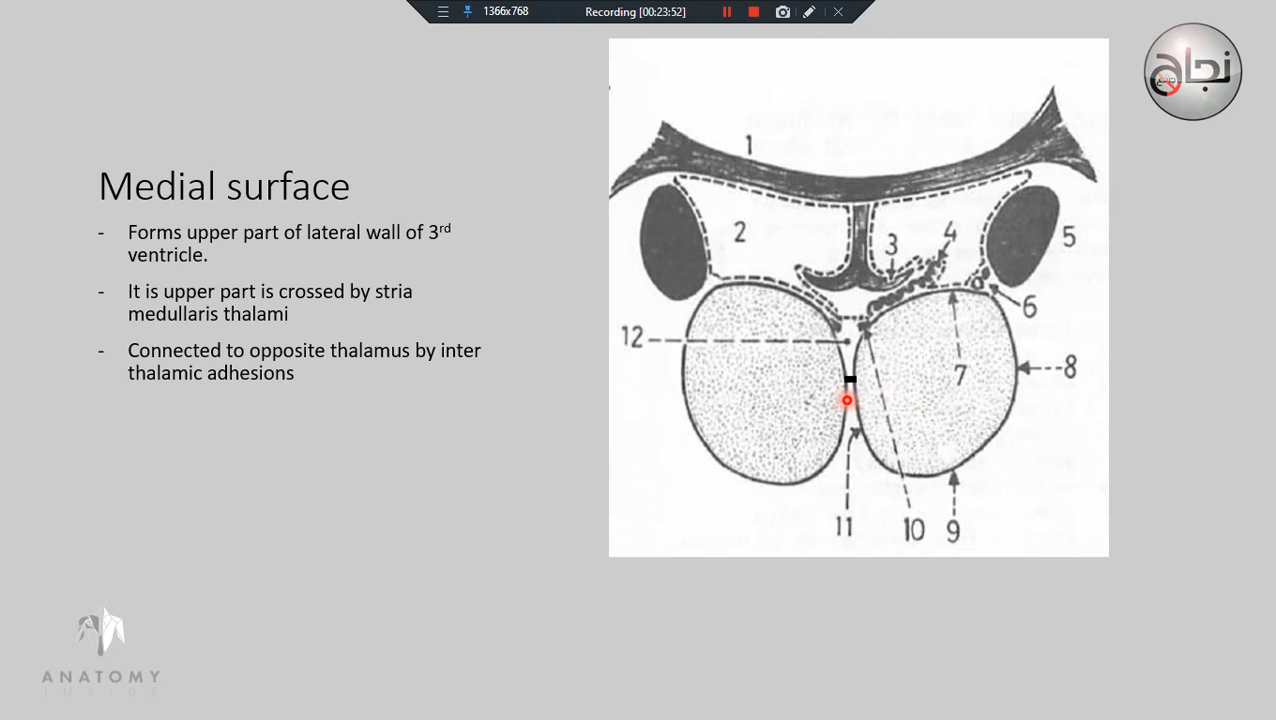 1366x768 Recording [00:23:52]
نجاح
Medial surface
- Forms upper part of lateral wall of 3rd
ventricle.
- It is upper part is crossed by stria
medullaris thalami
- Connected to opposite thalamus by inter
thalamic adhesions
1
2
3
4
5
6
12
7
8
11
10
9
ANATOMY
INSIDE